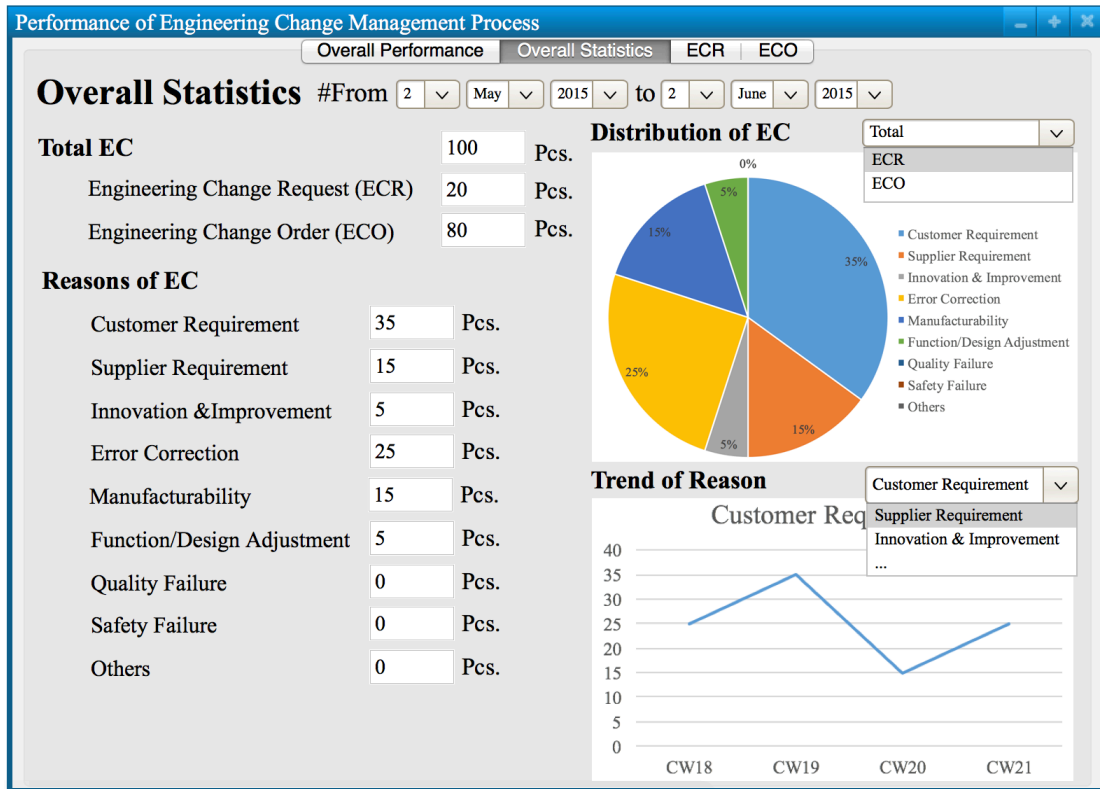 Performance of Engineering Change Management Process
Overall Performance Overall Statistics ECR ECO
Overall Statistics #From 2 May 2015 to 2 June 2015
Total EC 100 Pcs.
Engineering Change Request (ECR) 20 Pcs.
Engineering Change Order (ECO) 80 Pcs.
Reasons of EC
Customer Requirement 35 Pcs.
Supplier Requirement 15 Pcs.
Innovation &Improvement 5 Pcs.
Error Correction 25 Pcs.
Manufacturability 15 Pcs.
Function/Design Adjustment 5 Pcs.
Quality Failure 0 Pcs.
Safety Failure 0 Pcs.
Others 0 Pcs.
Distribution of EC Total
ECR
ECO
0%
5%
15%
35%
25%
15%
5%
Customer Requirement
Supplier Requirement
Innovation & Improvement
Error Correction
Manufacturability
Function/Design Adjustment
Quality Failure
Safety Failure
Others
Trend of Reason Customer Requirement
Supplier Requirement
Innovation & Improvement
...
Customer Req
40
35
30
25
20
15
10
5
0
CW18 CW19 CW20 CW21